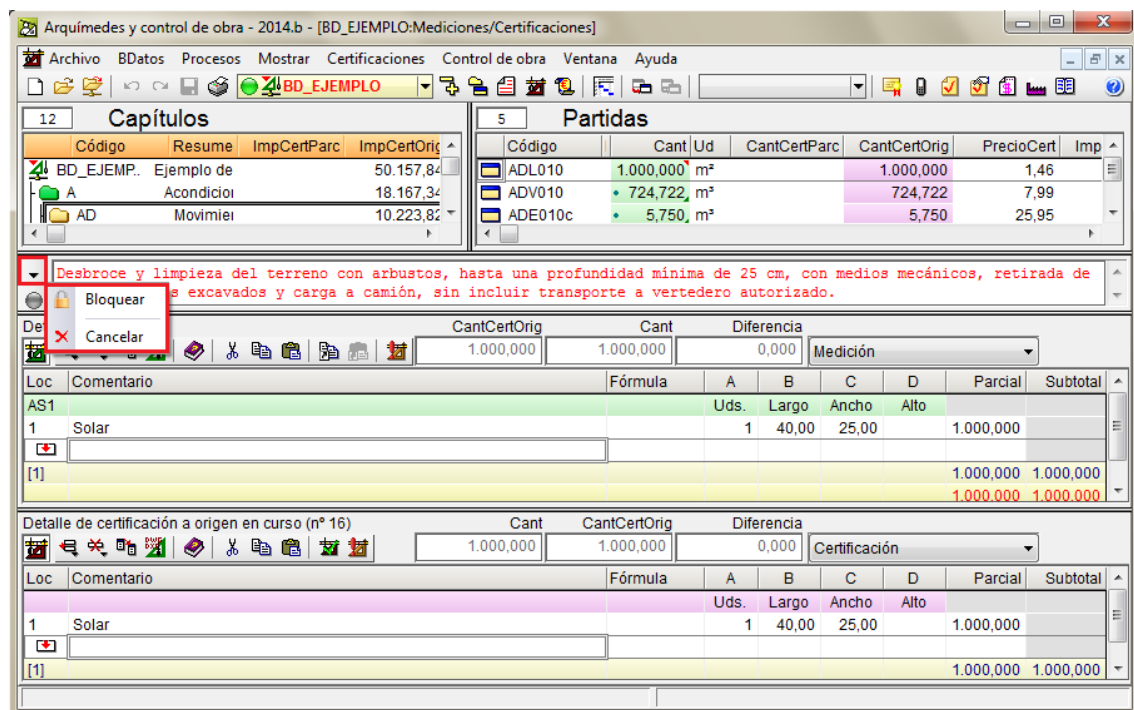 Arquímedes y control de obra - 2014.b - [BD_EJEMPLO:Mediciones/Certificaciones]
Archivo BDatos Procesos Mostrar Certificaciones Control de obra Ventana Ayuda
BD_EJEMPLO
12 Capítulos
Código Resume ImpCertParc ImpCertOrig
BD_EJEMP.. Ejemplo de 50.157,84
A Acondicior 18.167,34
AD Movimier 10.223,82
5 Partidas
Código Cant Ud CantCertParc CantCertOrig PrecioCert Imp
ADL010 1.000,000 m² 1.000,000 1,46
ADV010 724,722 m³ 724,722 7,99
ADE010c 5,750 m³ 5,750 25,95
Desbroce y limpieza del terreno con arbustos, hasta una profundidad mínima de 25 cm, con medios mecánicos, retirada de
s excavados y carga a camión, sin incluir transporte a vertedero autorizado.
Bloquear
Cancelar
Det CantCertOrig Cant Diferencia
1.000,000 1.000,000 0,000 Medición
Loc Comentario Fórmula A B C D Parcial Subtotal
AS1 Uds. Largo Ancho Alto
1 Solar 1 40,00 25,00 1.000,000
[1] 1.000,000 1.000,000
1.000,000 1.000,000
Detalle de certificación a origen en curso (nº 16) Cant CantCertOrig Diferencia
1.000,000 1.000,000 0,000 Certificación
Loc Comentario Fórmula A B C D Parcial Subtotal
Uds. Largo Ancho Alto
1 Solar 1 40,00 25,00 1.000,000
[1] 1.000,000 1.000,000